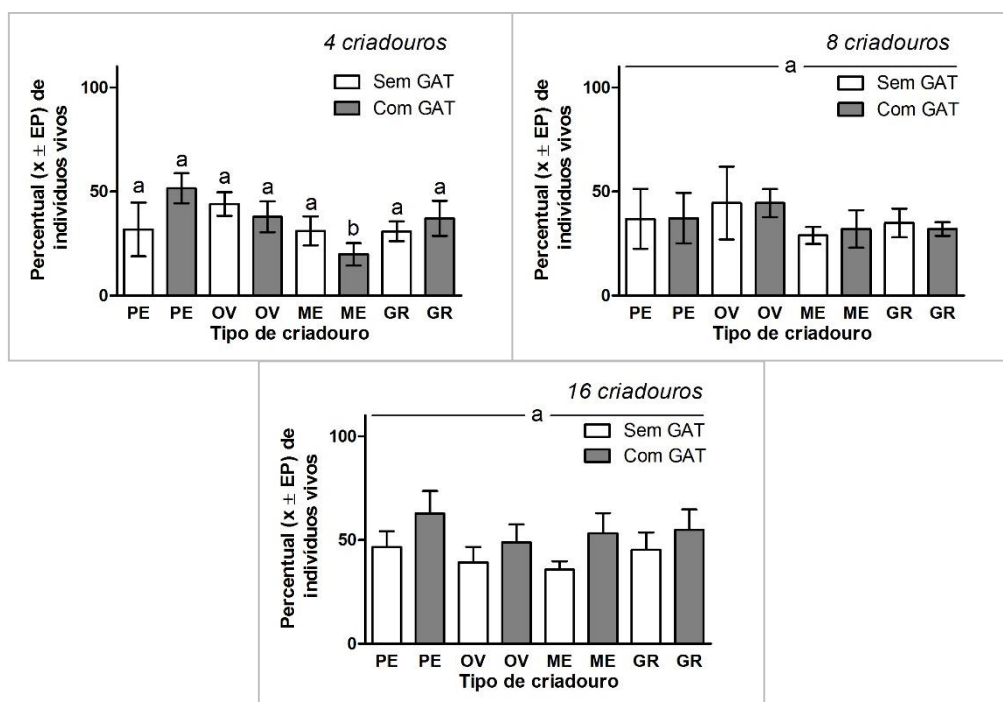 4 criadouros
Sem GAT
Com GAT
Percentual (x ± EP) de
indivíduos vivos
100
50
0
a a a a a b a a
PE PE OV OV ME ME GR GR
Tipo de criadouro
8 criadouros
a
Sem GAT
Com GAT
Percentual (x ± EP) de
indivíduos vivos
100
50
0
PE PE OV OV ME ME GR GR
Tipo de criadouro
16 criadouros
a
Sem GAT
Com GAT
Percentual (x ± EP) de
indivíduos vivos
100
50
0
PE PE OV OV ME ME GR GR
Tipo de criadouro